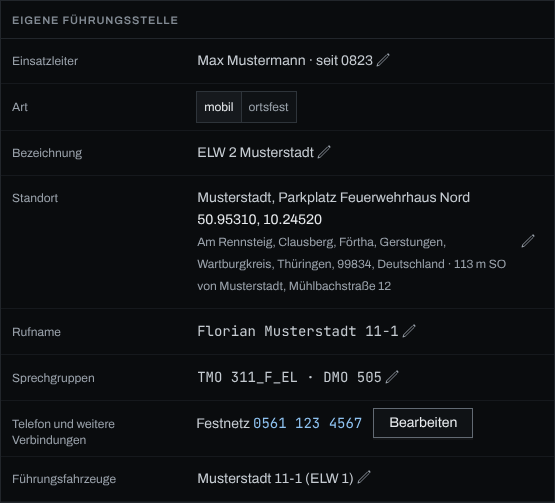 EIGENE FÜHRUNGSSTELLE
Einsatzleiter
Max Mustermann · seit 0823
Art
mobil ortsfest
Bezeichnung
ELW 2 Musterstadt
Standort
Musterstadt, Parkplatz Feuerwehrhaus Nord
50.95310, 10.24520
Am Rennsteig, Clausberg, Förtha, Gerstungen,
Wartburgkreis, Thüringen, 99834, Deutschland · 113 m SO
von Musterstadt, Mühlbachstraße 12
Rufname
Florian Musterstadt 11-1
Sprechgruppen
TMO 311_F_EL · DMO 505
Telefon und weitere
Verbindungen
Festnetz 0561 123 4567 Bearbeiten
Führungsfahrzeuge
Musterstadt 11-1 (ELW 1)